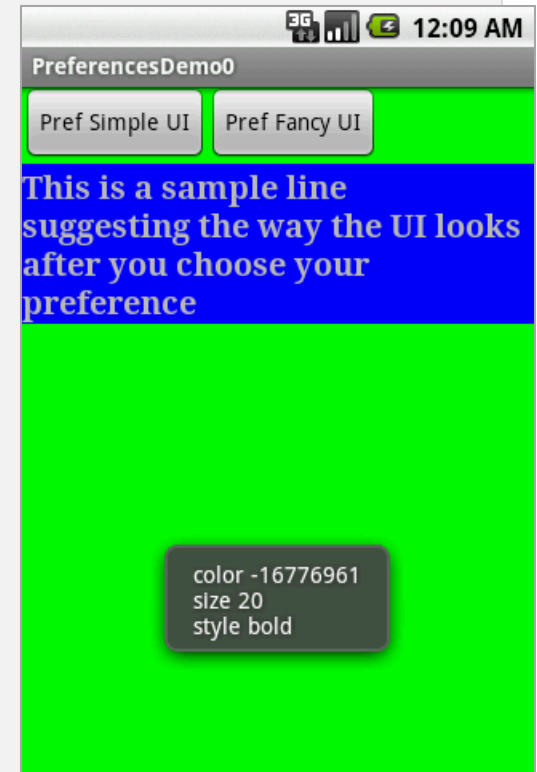 3G 12:09 AM
PreferencesDemo0
Pref Simple UI Pref Fancy UI
This is a sample line
suggesting the way the UI looks
after you choose your
preference
color -16776961
size 20
style bold